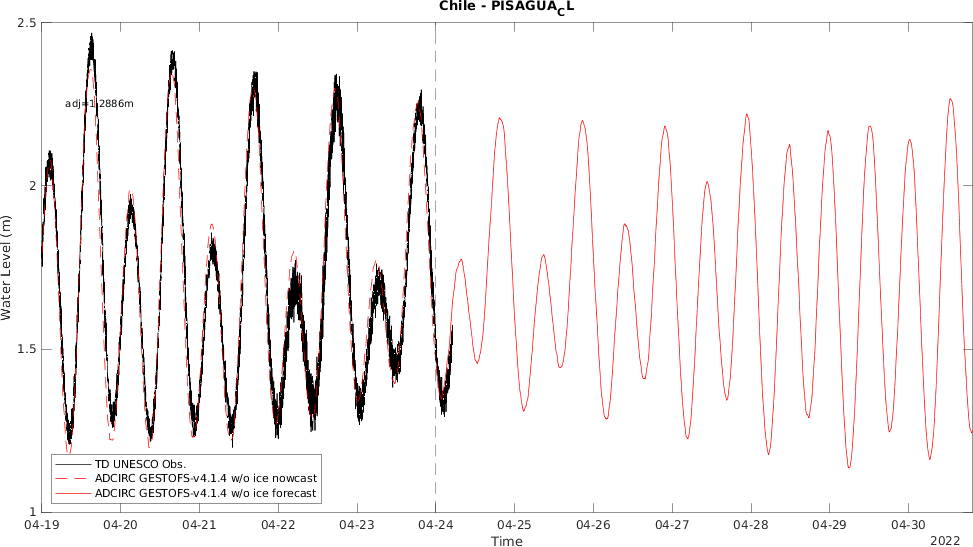 Chile - PISAGUA_CL
2.5
adj=1.2886m
2
Water Level (m)
1.5
TD UNESCO Obs.
ADCIRC GESTOFS-v4.1.4 w/o ice nowcast
ADCIRC GESTOFS-v4.1.4 w/o ice forecast
1
04-19 04-20 04-21 04-22 04-23 04-24 04-25 04-26 04-27 04-28 04-29 04-30
Time
2022